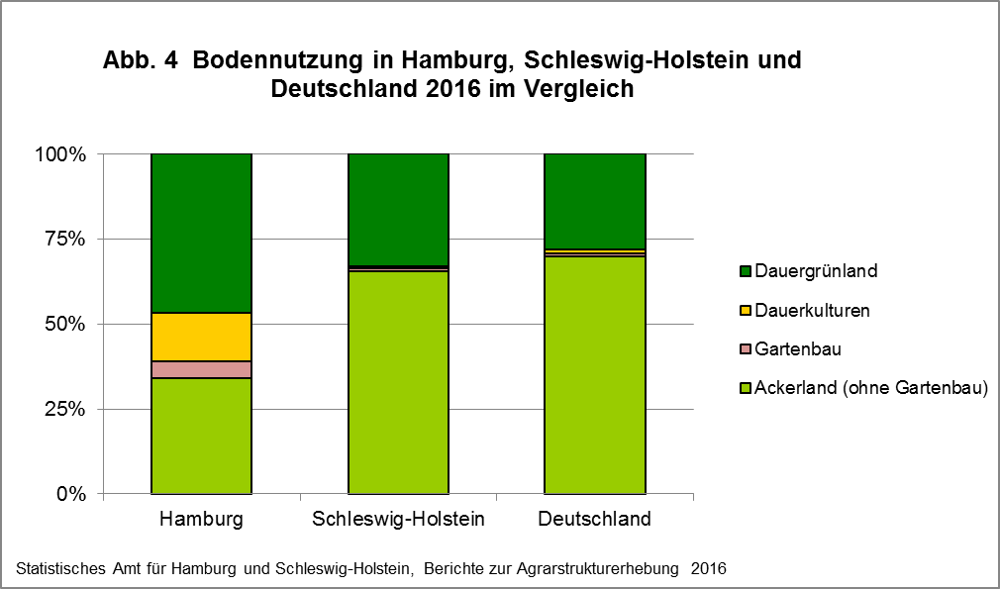 Abb. 4  Bodennutzung in Hamburg, Schleswig-Holstein und
Deutschland 2016 im Vergleich
100%
75%
50%
25%
0%
Hamburg
Schleswig-Holstein
Deutschland
Dauergrünland
Dauerkulturen
Gartenbau
Ackerland (ohne Gartenbau)
Statistisches Amt für Hamburg und Schleswig-Holstein,  Berichte zur Agrarstrukturerhebung  2016